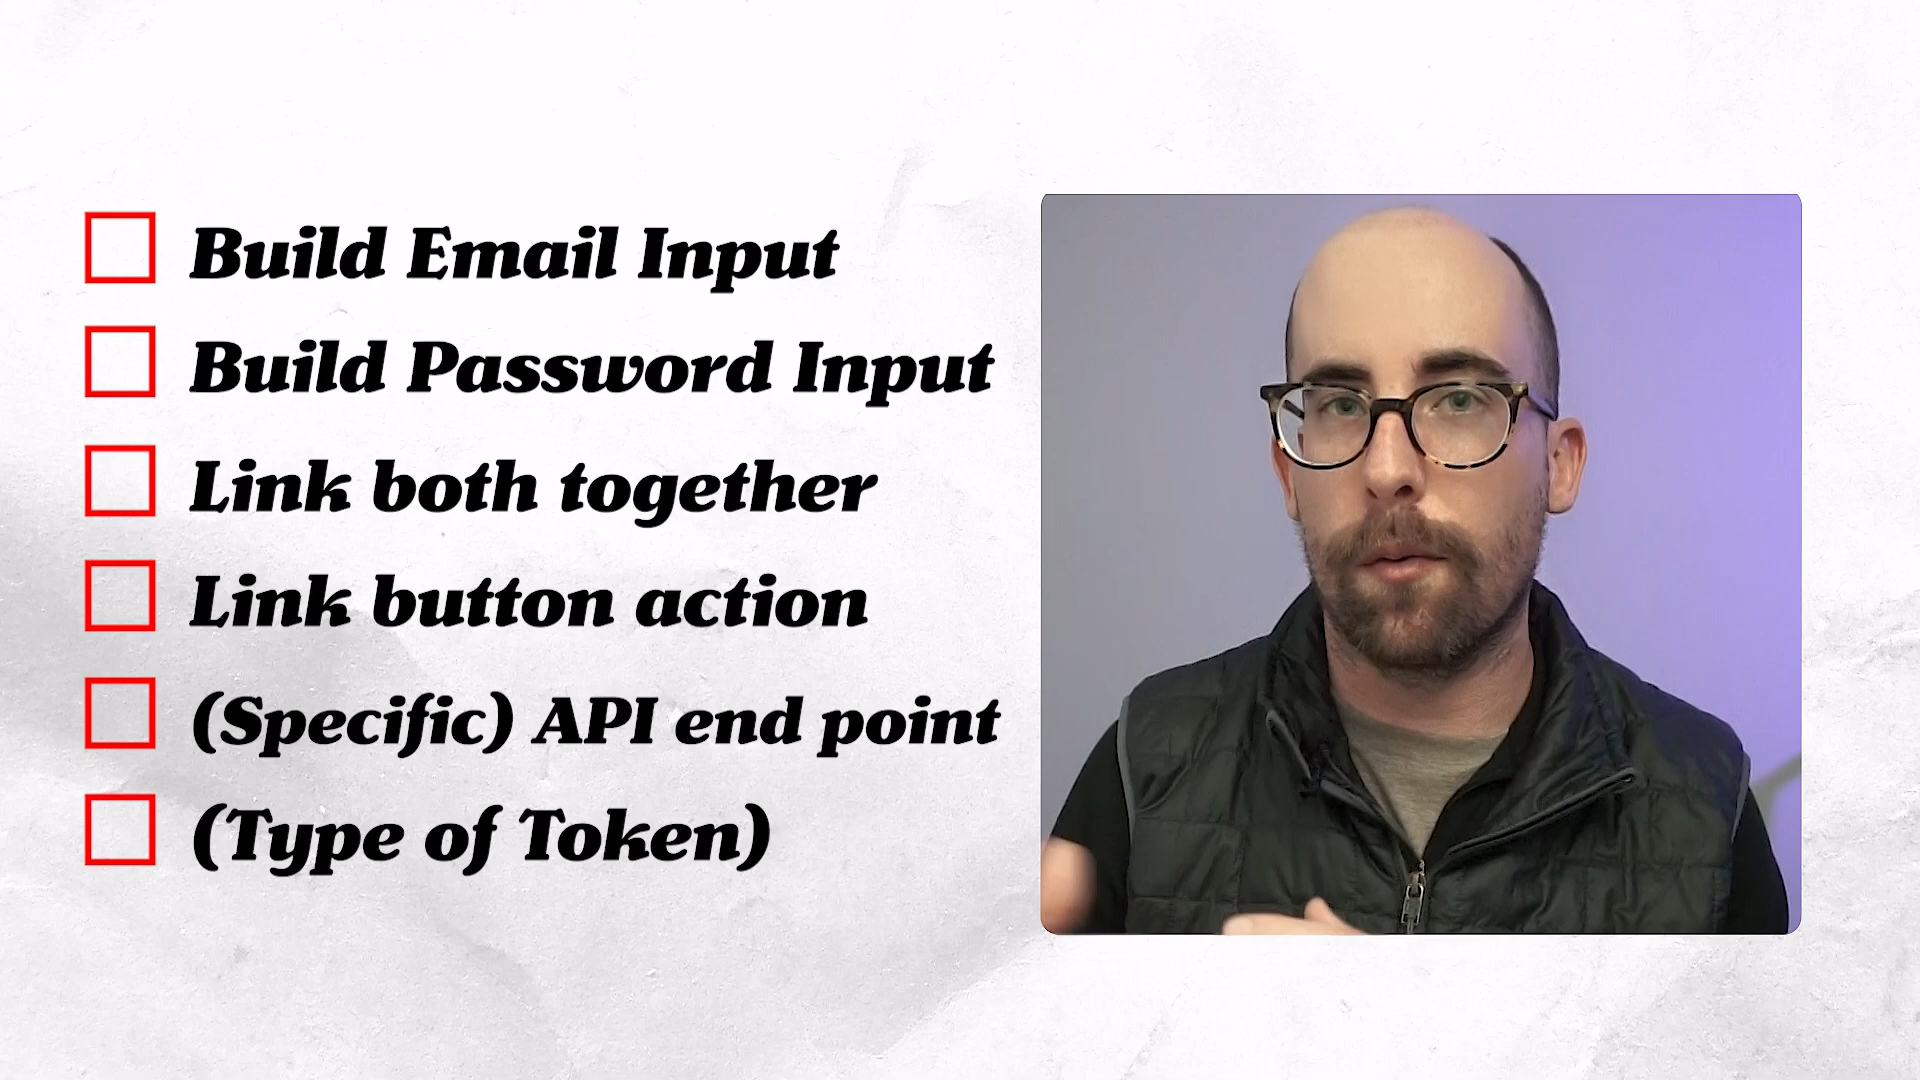 Build Email Input
Build Password Input
Link both together
Link button action
(Specific) API end point
(Type of Token)